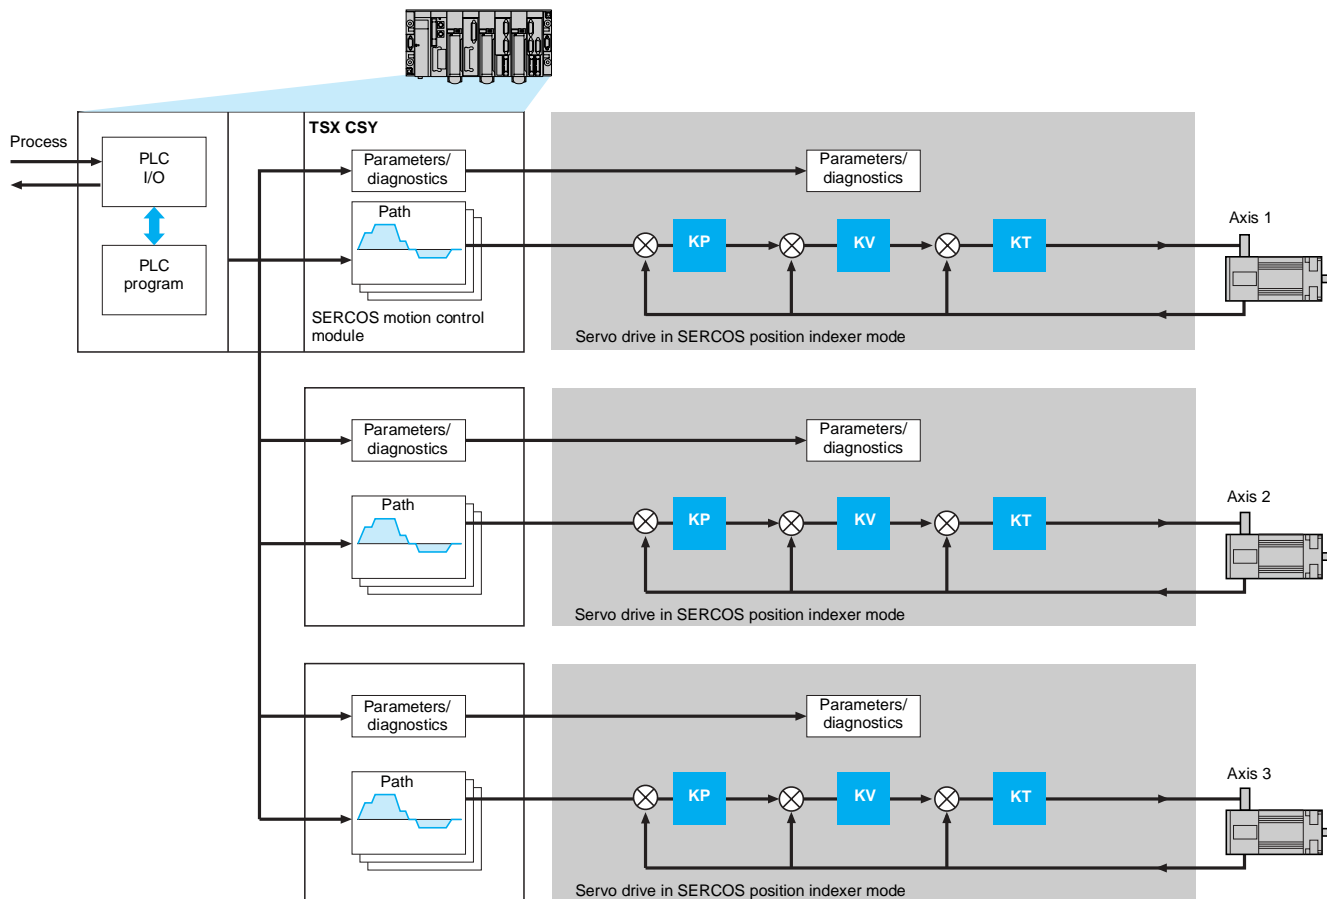 TSX CSY
Process
PLC
I/O
PLC
program
Parameters/
diagnostics
Path
SERCOS motion control
module
Parameters/
diagnostics
KP
KV
KT
Servo drive in SERCOS position indexer mode
Axis 1
Parameters/
diagnostics
Path
Parameters/
diagnostics
KP
KV
KT
Servo drive in SERCOS position indexer mode
Axis 2
Parameters/
diagnostics
Path
Parameters/
diagnostics
KP
KV
KT
Servo drive in SERCOS position indexer mode
Axis 3